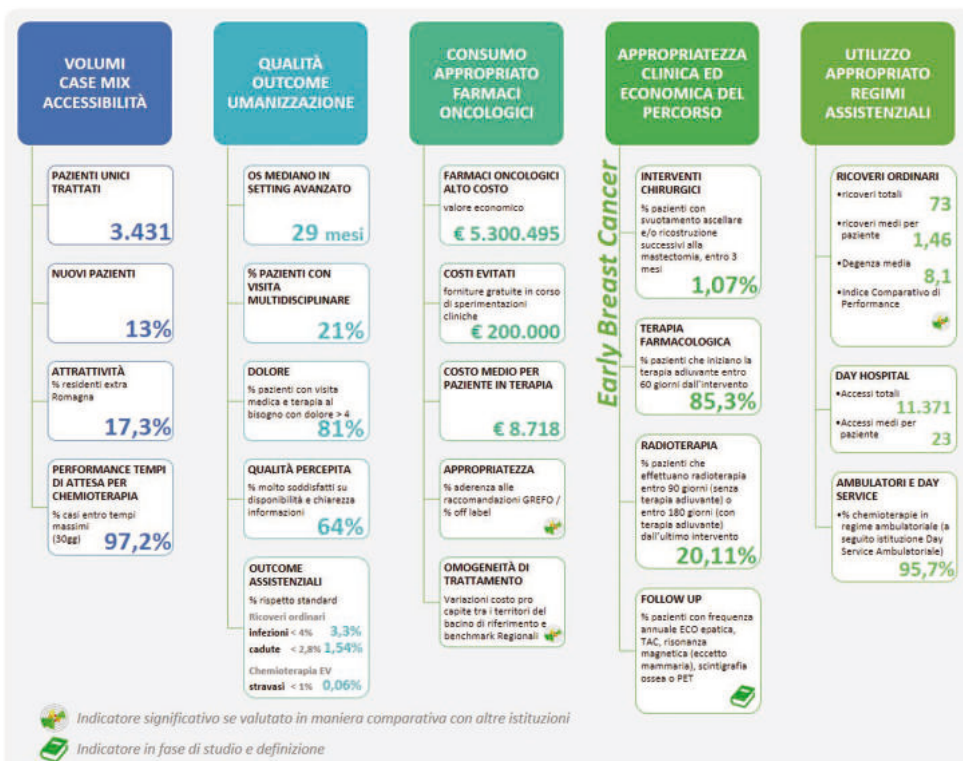 VOLUMI
CASE MIX
ACCESSIBILITÀ
PAZIENTI UNICI
TRATTATI
3.431
NUOVI PAZIENTI
13%
ATTRATTIVITÀ
% residenti extra
Romagna
17,3%
PERFORMANCE TEMPI
DI ATTESA PER
CHEMIOTERAPIA
% casi entro tempi
massimi
(30gg) 97,2%
QUALITÀ
OUTCOME
UMANIZZAZIONE
OS MEDIANO IN
SETTING AVANZATO
29 mesi
% PAZIENTI CON
VISITA
MULTIDISCIPLINARE
21%
DOLORE
% pazienti con visita
medica e terapia al
bisogno con dolore > 4
81%
QUALITÀ PERCEPITA
% molto soddisfatti su
disponibilità e chiarezza
informazioni
64%
OUTCOME
ASSISTENZIALI
% rispetto standard
Ricoveri ordinari
infezioni < 4% 3,3%
cadute < 2,8% 1,54%
Chemioterapia EV
stravasi < 1% 0,06%
CONSUMO
APPROPRIATO
FARMACI
ONCOLOGICI
FARMACI ONCOLOGICI
ALTO COSTO
valore economico
€ 5.300.495
COSTI EVITATI
forniture gratuite in corso
di sperimentazioni
cliniche
€ 200.000
COSTO MEDIO PER
PAZIENTE IN TERAPIA
€ 8.718
APPROPRIATEZZA
% aderenza alle
raccomandazioni GREFO /
% off label
OMOGENEITÀ DI
TRATTAMENTO
Variazioni costo pro
capite tra i territori del
bacino di riferimento e
benchmark Regionali
APPROPRIATEZZA
CLINICA ED
ECONOMICA DEL
PERCORSO
Early Breast Cancer
INTERVENTI
CHIRURGICI
% pazienti con
svuotamento ascellare
e/o ricostruzione
successivi alla
mastectomia, entro 3
mesi
1,07%
TERAPIA
FARMACOLOGICA
% pazienti che iniziano la
terapia adiuvante entro
60 giorni dall'intervento
85,3%
RADIOTERAPIA
% pazienti che
effettuano radioterapia
entro 90 giorni (senza
terapia adiuvante) o
entro 180 giorni (con
terapia adiuvante)
dall'ultimo intervento
20,11%
FOLLOW UP
% pazienti con frequenza
annuale ECO epatica,
TAC, risonanza
magnetica (eccetto
mammaria), scintigrafia
ossea o PET
UTILIZZO
APPROPRIATO
REGIMI
ASSISTENZIALI
RICOVERI ORDINARI
•ricoveri totali
73
•ricoveri medi per
paziente
1,46
•Degenza media
8,1
•Indice Comparativo di
Performance
DAY HOSPITAL
•Accessi totali
11.371
•Accessi medi per
paziente
23
AMBULATORI E DAY
SERVICE
•% chemioterapie in
regime ambulatoriale (a
seguito istituzione Day
Service Ambulatoriale)
95,7%
Indicatore significativo se valutato in maniera comparativa con altre istituzioni
Indicatore in fase di studio e definizione